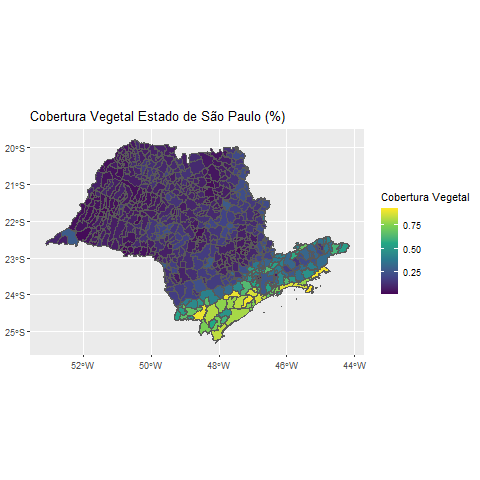 Cobertura Vegetal Estado de São Paulo (%)
20°S
21°S
22°S
23°S
24°S
25°S
52°W
50°W
48°W
46°W
44°W
Cobertura Vegetal
0.75
0.50
0.25